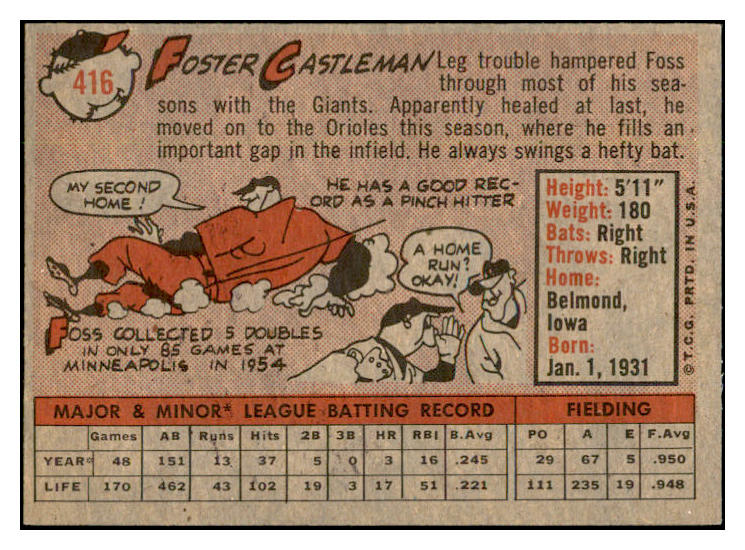 416
FOSTER CASTLEMAN
Leg trouble hampered Foss
through most of his sea-
sons with the Giants. Apparently healed at last, he
moved on to the Orioles this season, where he fills an
important gap in the infield. He always swings a hefty bat.
MY SECOND
HOME!
HE HAS A GOOD REC-
ORD AS A PINCH HITTER
A HOME
RUN?
OKAY!
FOSS COLLECTED 5 DOUBLES
IN ONLY 85 GAMES AT
MINNEAPOLIS IN 1954
Height: 5'11"
Weight: 180
Bats: Right
Throws: Right
Home:
Belmond,
Iowa
Born:
Jan. 1, 1931
©T.C.G. PRTD. IN U.S.A.
MAJOR & MINOR* LEAGUE BATTING RECORD FIELDING
Games AB Runs Hits 2B 3B HR RBI B.Avg PO A E F.Avg
YEAR* 48 151 13 37 5 0 3 16 .245 29 67 5 .950
LIFE 170 462 43 102 19 3 17 51 .221 111 235 19 .948